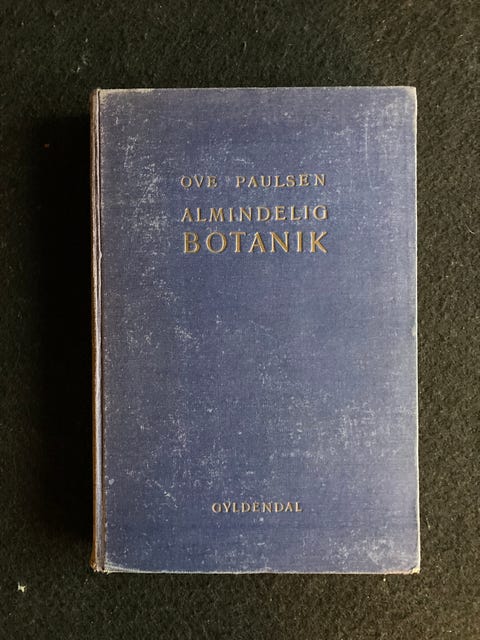 OVE PAULSEN
ALMINDELIG
BOTANIK
GYLDENDAL